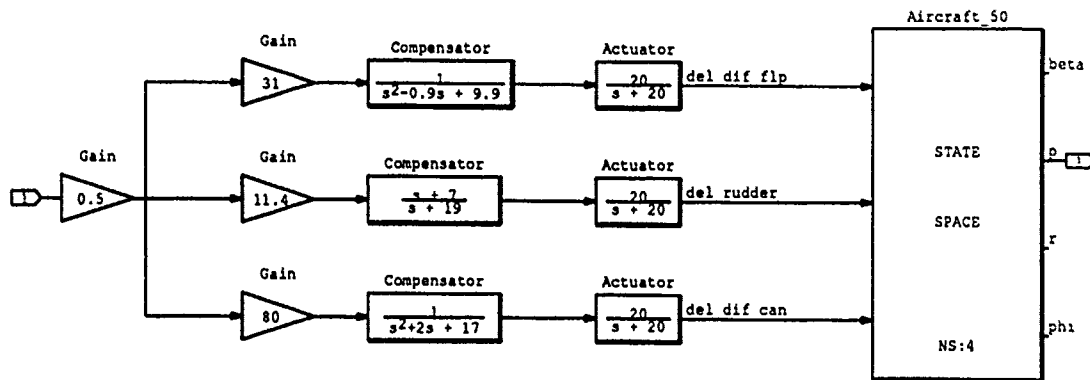 Aircraft_50
Gain
Compensator
Actuator
31
1
s²-0.9s + 9.9
20
s + 20
del dif flp
beta
Gain
Gain
Compensator
Actuator
STATE
p
1
1
0.5
11.4
s + 7
s + 19
20
s + 20
del rudder
SPACE
r
Gain
Compensator
Actuator
80
1
s²+2s + 17
20
s + 20
del dif can
NS:4
phi